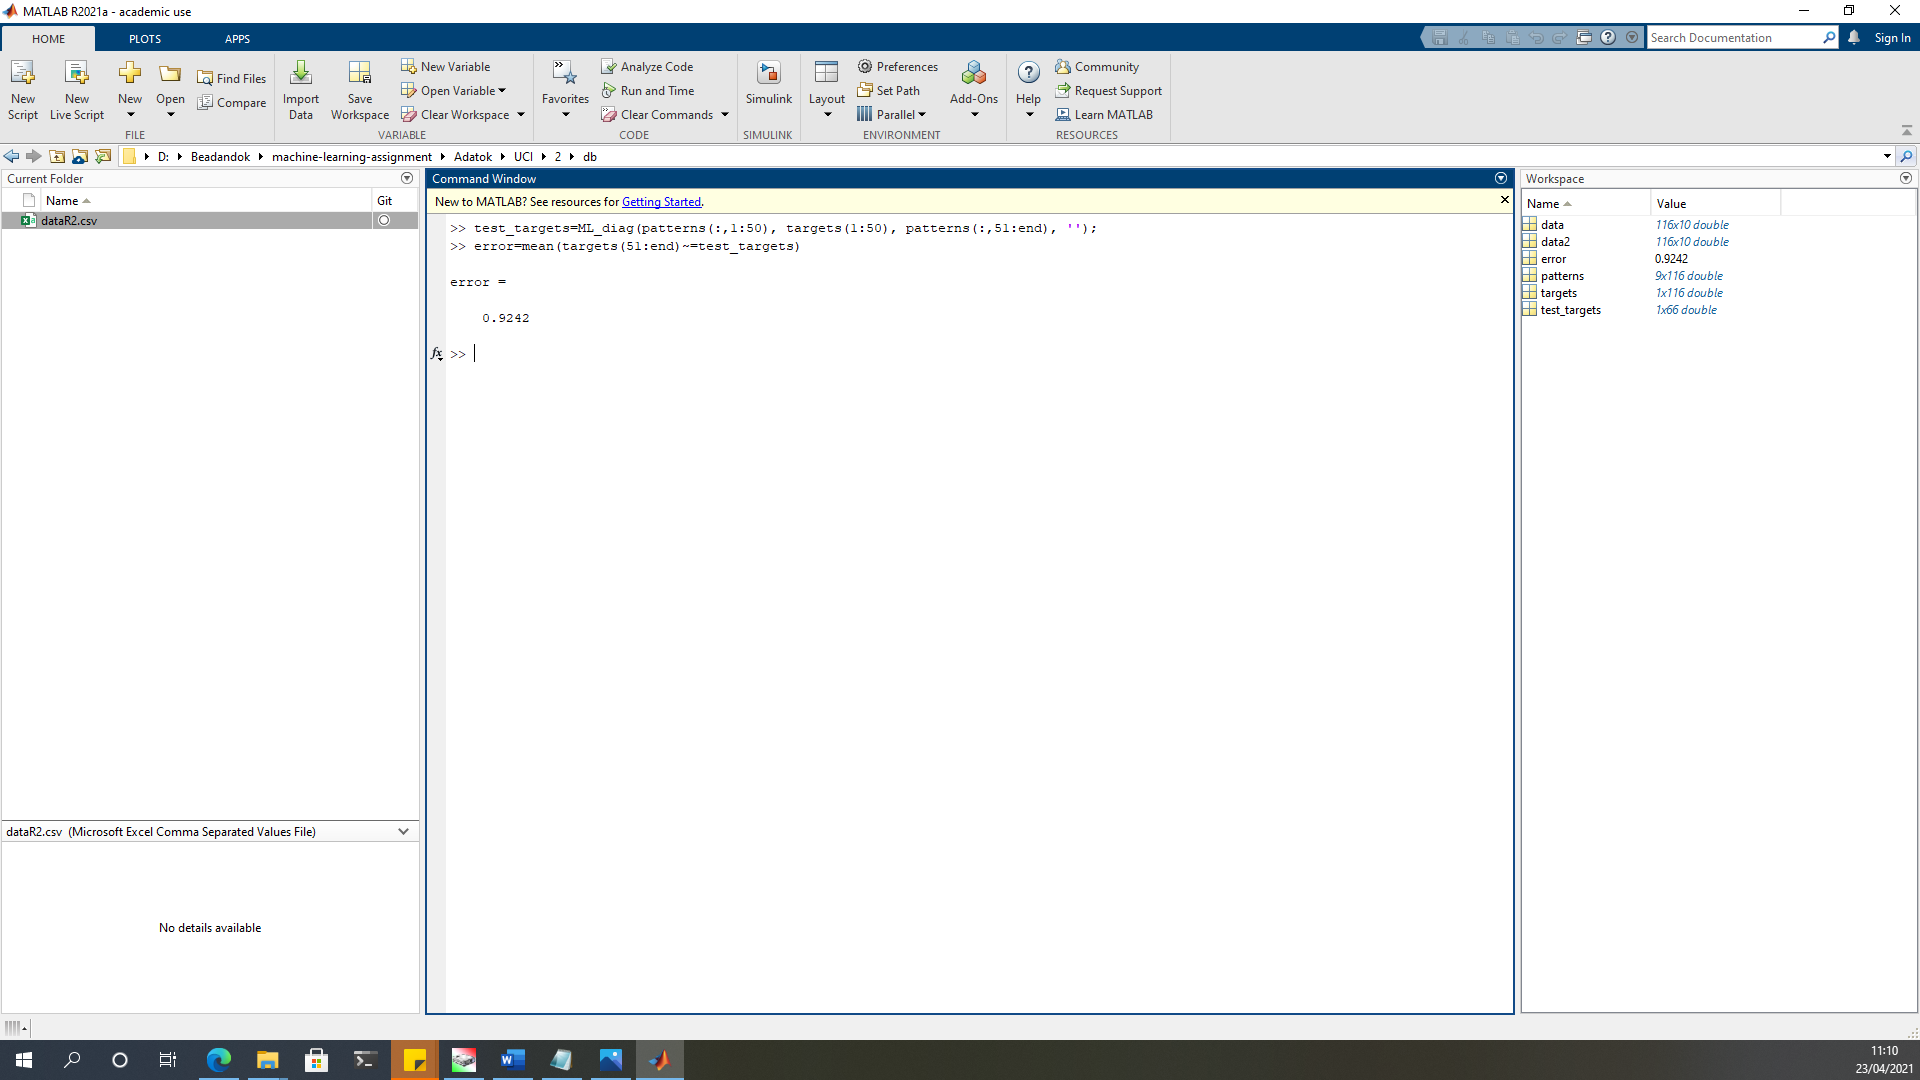 MATLAB R2021a - academic use
HOME PLOTS APPS
Search Documentation Sign In
New Script
New Live Script
New
Open
Find Files
Compare
FILE
Import Data
Save Workspace
New Variable
Open Variable
Clear Workspace
VARIABLE
Favorites
Analyze Code
Run and Time
Clear Commands
CODE
Simulink
SIMULINK
Layout
Preferences
Set Path
Parallel
Add-Ons
ENVIRONMENT
Help
Community
Request Support
Learn MATLAB
RESOURCES
D: Beadandok machine-learning-assignment Adatok UCI 2 db
Current Folder
Name Git
dataR2.csv
dataR2.csv (Microsoft Excel Comma Separated Values File)
No details available
Command Window
New to MATLAB? See resources for Getting Started.
>> test_targets=ML_diag(patterns(:,1:50), targets(1:50), patterns(:,51:end), '');
>> error=mean(targets(51:end)~=test_targets)
error =
0.9242
fx >>
Workspace
Name Value
data 116x10 double
data2 116x10 double
error 0.9242
patterns 9x116 double
targets 1x116 double
test_targets 1x66 double
11:10
23/04/2021